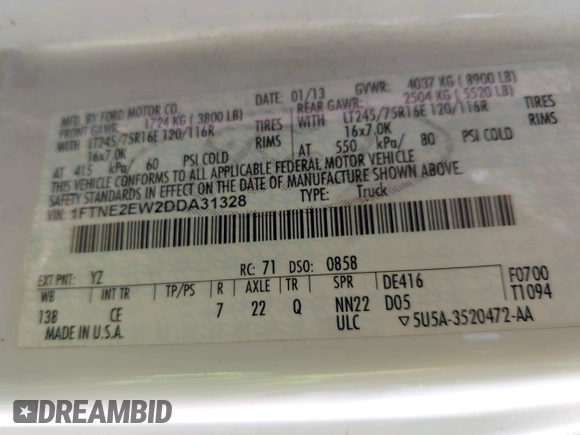 MFD. BY FORD MOTOR CO. DATE: 01/13 GVWR: 4037 KG ( 8900 LB)
FRONT GAWR: 1724 KG ( 3800 LB) REAR GAWR: 2504 KG ( 5520 LB)
WITH LT245/75R16E 120/116R TIRES WITH LT245/75R16E 120/116R TIRES
16x7.0K RIMS 16x7.0K RIMS
AT 415 kPa/ 60 PSI COLD AT 550 kPa/ 80 PSI COLD
THIS VEHICLE CONFORMS TO ALL APPLICABLE FEDERAL MOTOR VEHICLE
SAFETY STANDARDS IN EFFECT ON THE DATE OF MANUFACTURE SHOWN ABOVE.
VIN: 1FTNE2EW2DDA31328 TYPE: Truck
EXT PNT: YZ RC: 71 DSO: 0858
WB INT TR TP/PS R AXLE TR SPR DE416 F0700
138 CE 7 22 Q NN22 D05 T1094
MADE IN U.S.A. ULC ▽5U5A-3520472-AA
DREAMBID